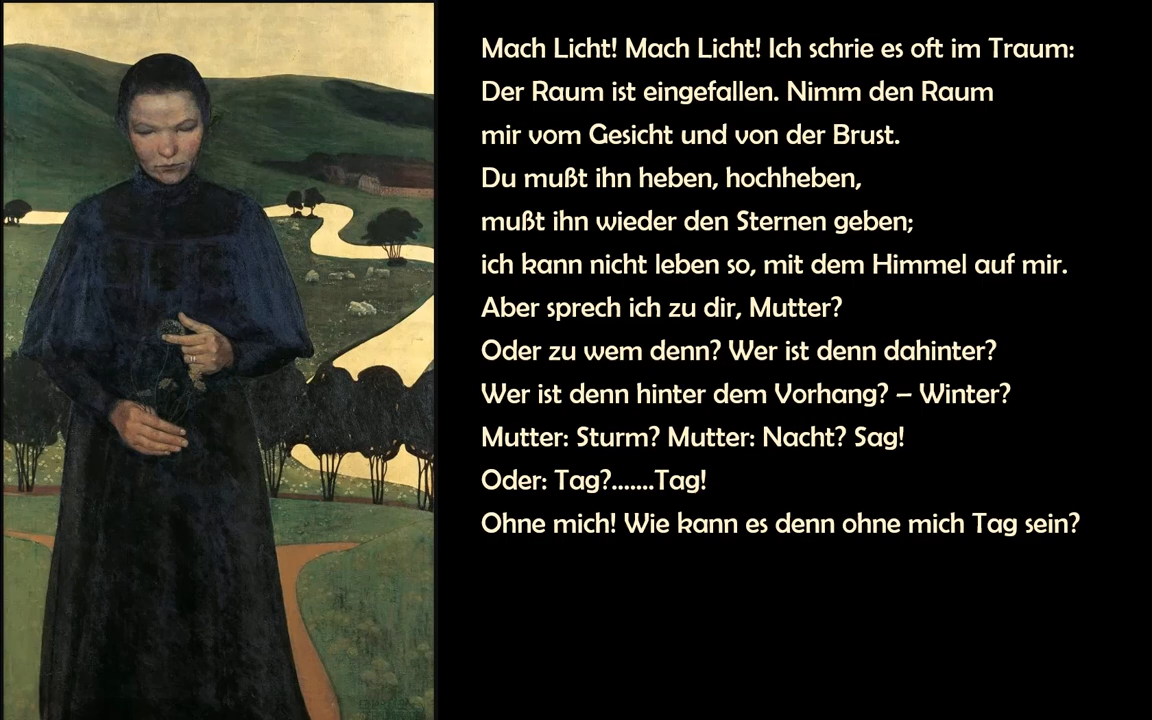 Mach Licht! Mach Licht! Ich schrie es oft im Traum:
Der Raum ist eingefallen. Nimm den Raum
mir vom Gesicht und von der Brust.
Du mußt ihn heben, hochheben,
mußt ihn wieder den Sternen geben;
ich kann nicht leben so, mit dem Himmel auf mir.
Aber sprech ich zu dir, Mutter?
Oder zu wem denn? Wer ist denn dahinter?
Wer ist denn hinter dem Vorhang? – Winter?
Mutter: Sturm? Mutter: Nacht? Sag!
Oder: Tag?.......Tag!
Ohne mich! Wie kann es denn ohne mich Tag sein?